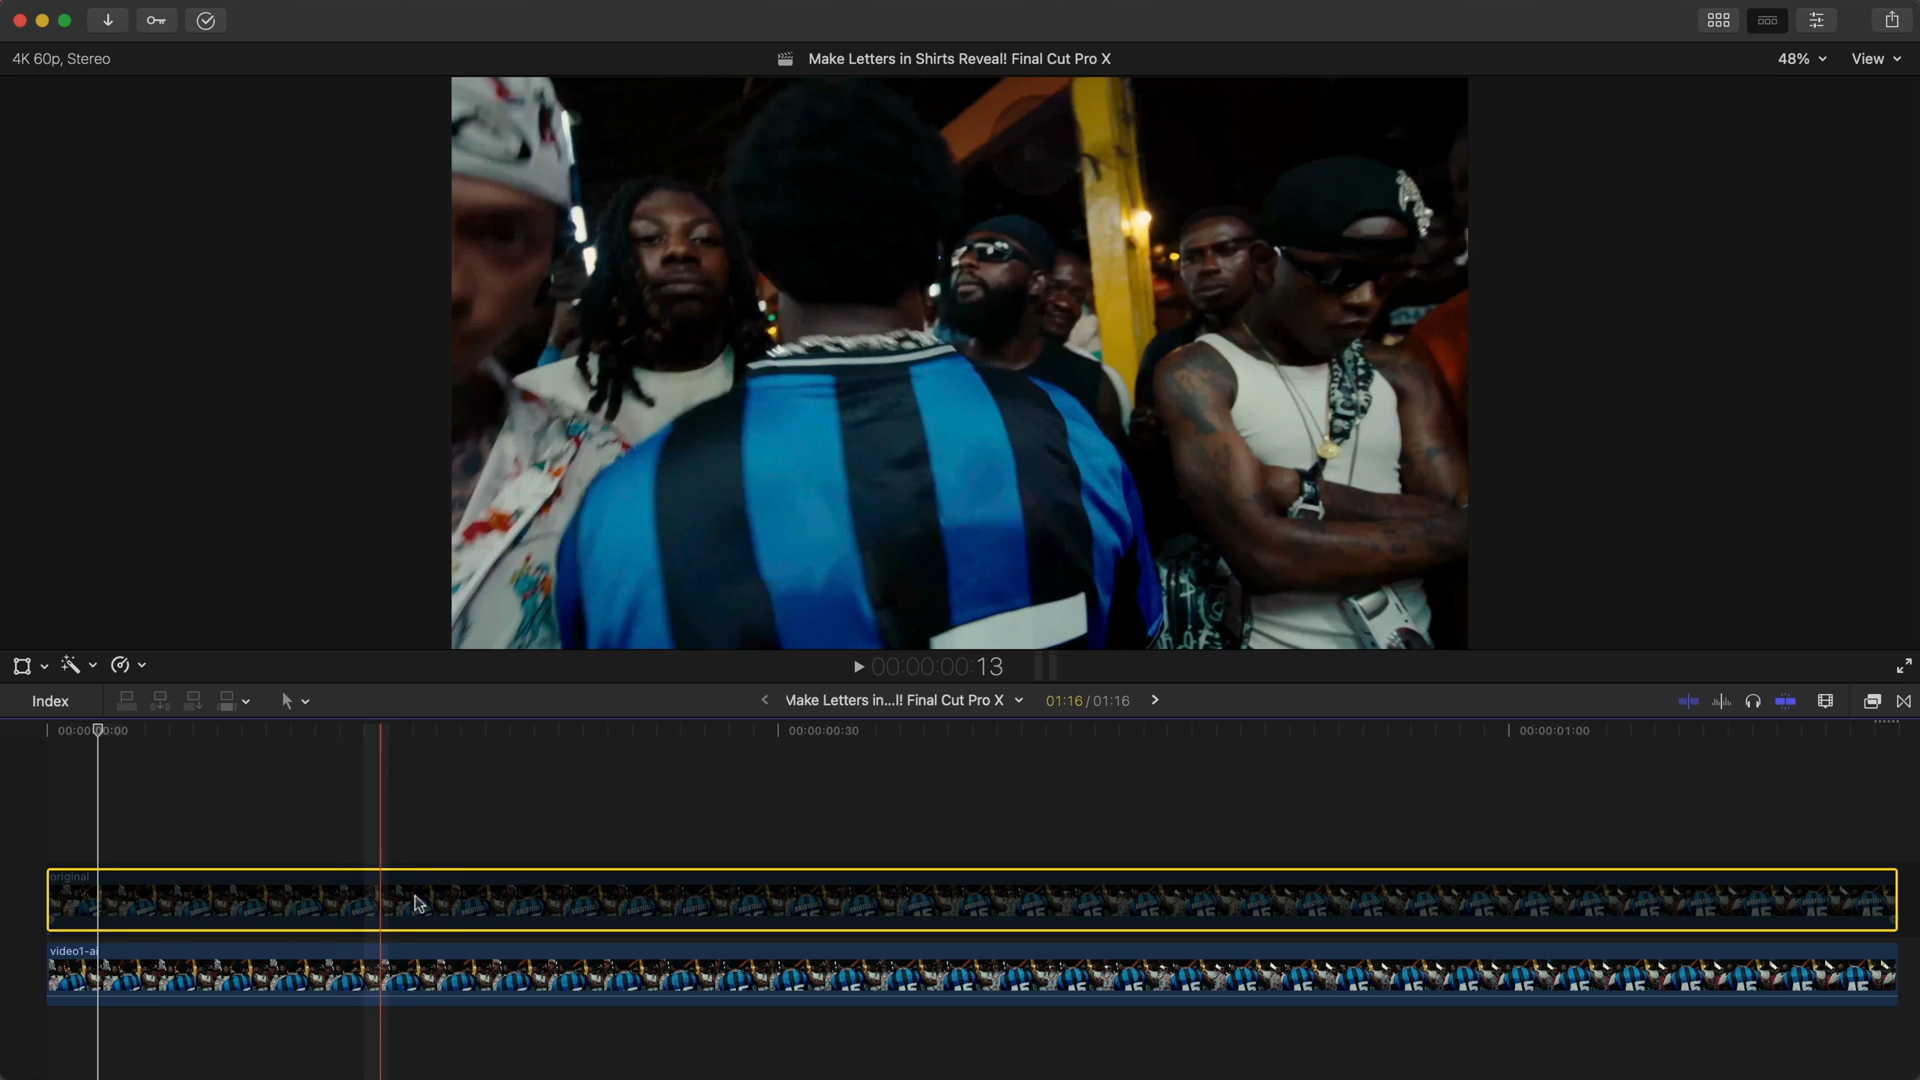 4K 60p, Stereo
Make Letters in Shirts Reveal! Final Cut Pro X
48%
View
00:00:00:13
Index
Make Letters in...l! Final Cut Pro X
01:16 / 01:16
00:00:00:00
00:00:00:30
00:00:01:00
original
video1-ai